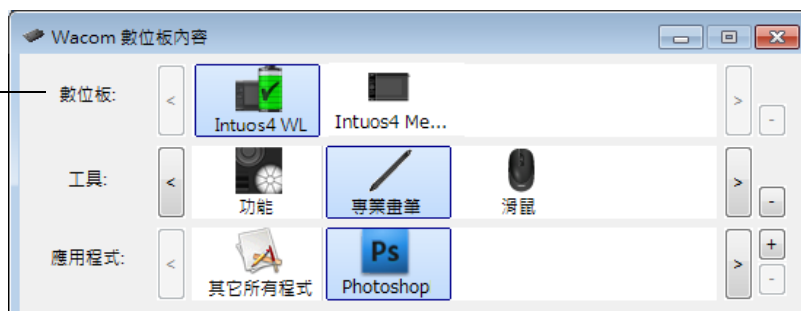 Wacom 數位板內容
數位板:
Intuos4 WL
Intuos4 Me...
工具:
功能
專業畫筆
滑鼠
應用程式:
其它所有程式
Ps
Photoshop